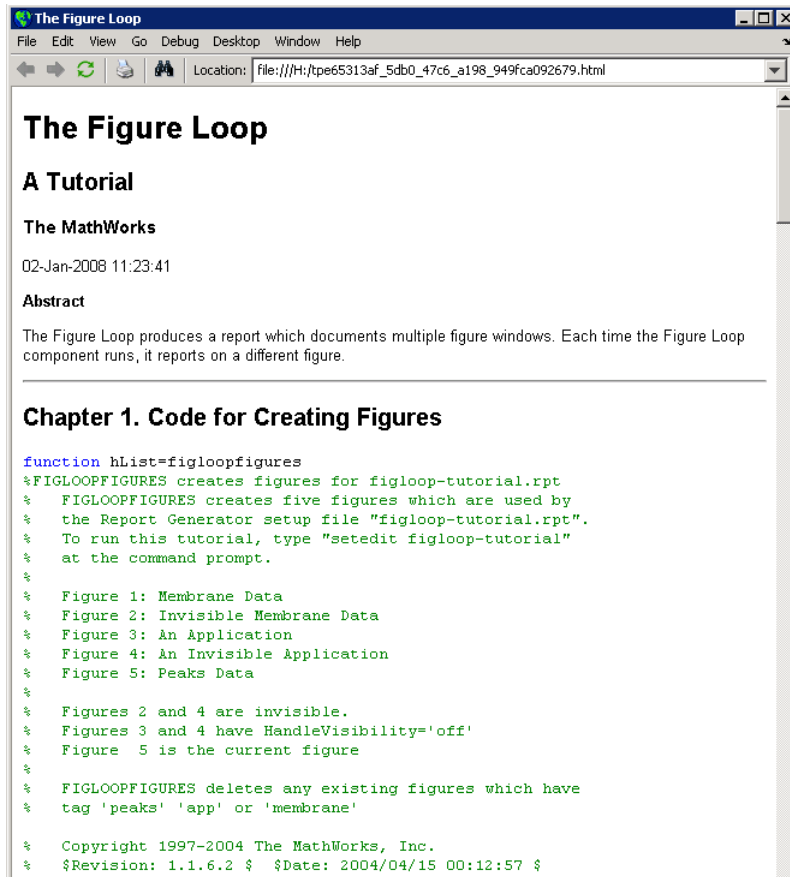 The Figure Loop
File Edit View Go Debug Desktop Window Help
Location: file:///H:/tpe65313af_5db0_47c6_a198_949fca092679.html
The Figure Loop
A Tutorial
The MathWorks
02-Jan-2008 11:23:41
Abstract
The Figure Loop produces a report which documents multiple figure windows. Each time the Figure Loop
component runs, it reports on a different figure.
Chapter 1. Code for Creating Figures
function hList=figloopfigures
%FIGLOOPFIGURES creates figures for figloop-tutorial.rpt
%   FIGLOOPFIGURES creates five figures which are used by
%   the Report Generator setup file "figloop-tutorial.rpt".
%   To run this tutorial, type "setedit figloop-tutorial"
%   at the command prompt.
%
%   Figure 1: Membrane Data
%   Figure 2: Invisible Membrane Data
%   Figure 3: An Application
%   Figure 4: An Invisible Application
%   Figure 5: Peaks Data
%
%   Figures 2 and 4 are invisible.
%   Figures 3 and 4 have HandleVisibility='off'
%   Figure  5 is the current figure
%
%   FIGLOOPFIGURES deletes any existing figures which have
%   tag 'peaks' 'app' or 'membrane'
%   Copyright 1997-2004 The MathWorks, Inc.
%   $Revision: 1.1.6.2 $  $Date: 2004/04/15 00:12:57 $